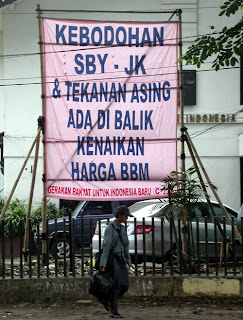 KEBODOHAN
SBY - JK
& TEKANAN ASING
ADA DI BALIK
KENAIKAN
HARGA BBM
GERAKAN RAKYAT UNTUK INDONESIA BARU
INDONESIA